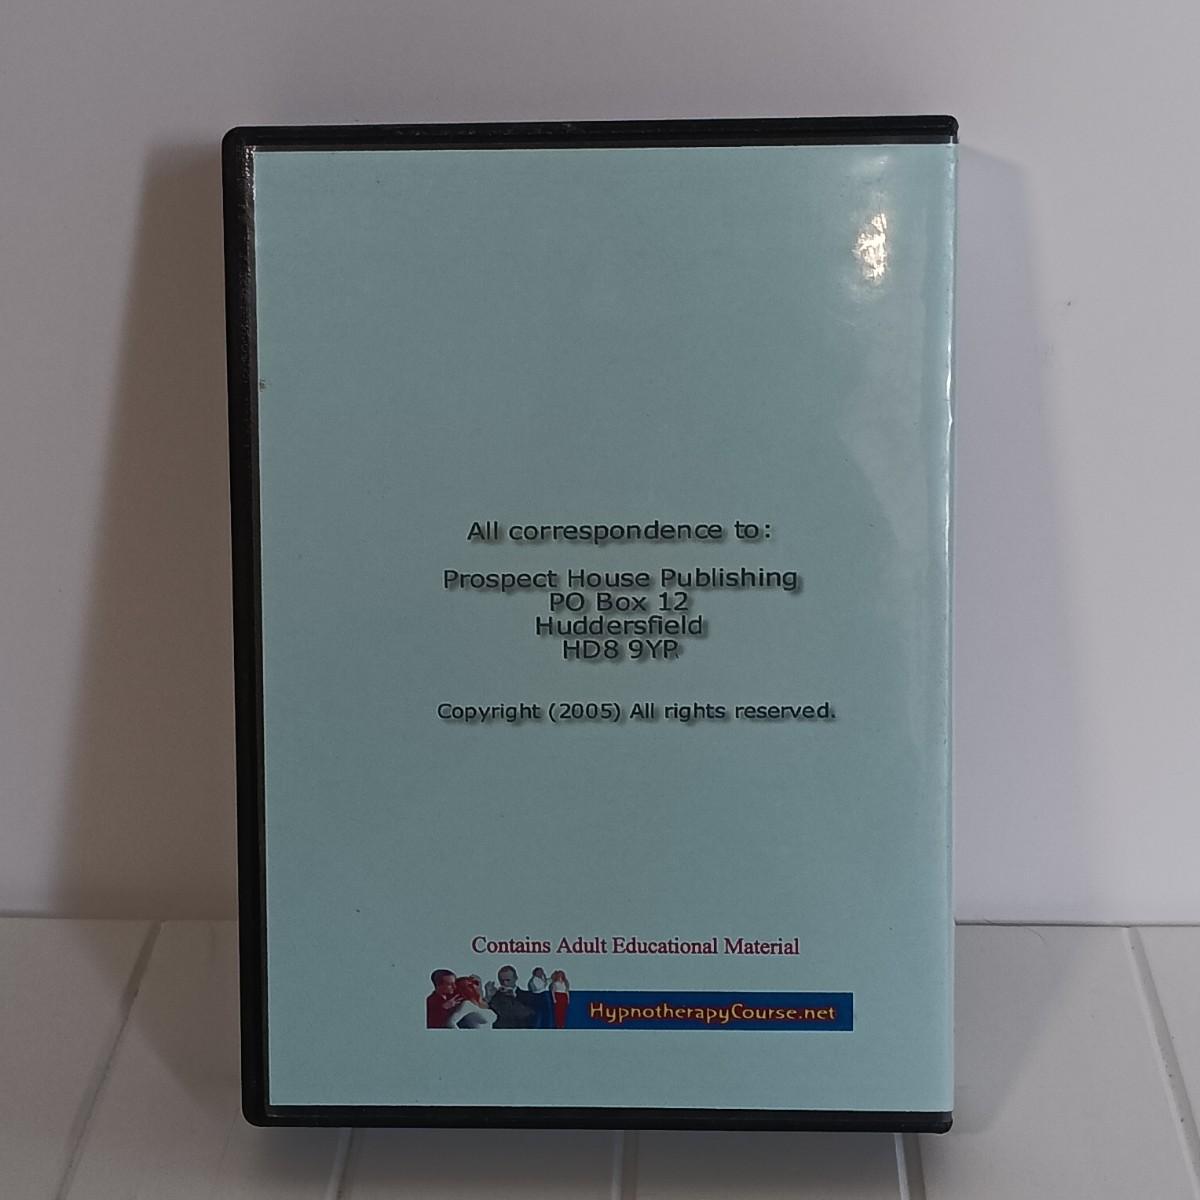 All correspondence to:
Prospect House Publishing
PO Box 12
Huddersfield
HD8 9YP
Copyright (2005) All rights reserved.
Contains Adult Educational Material
HypnotherapyCourse.net